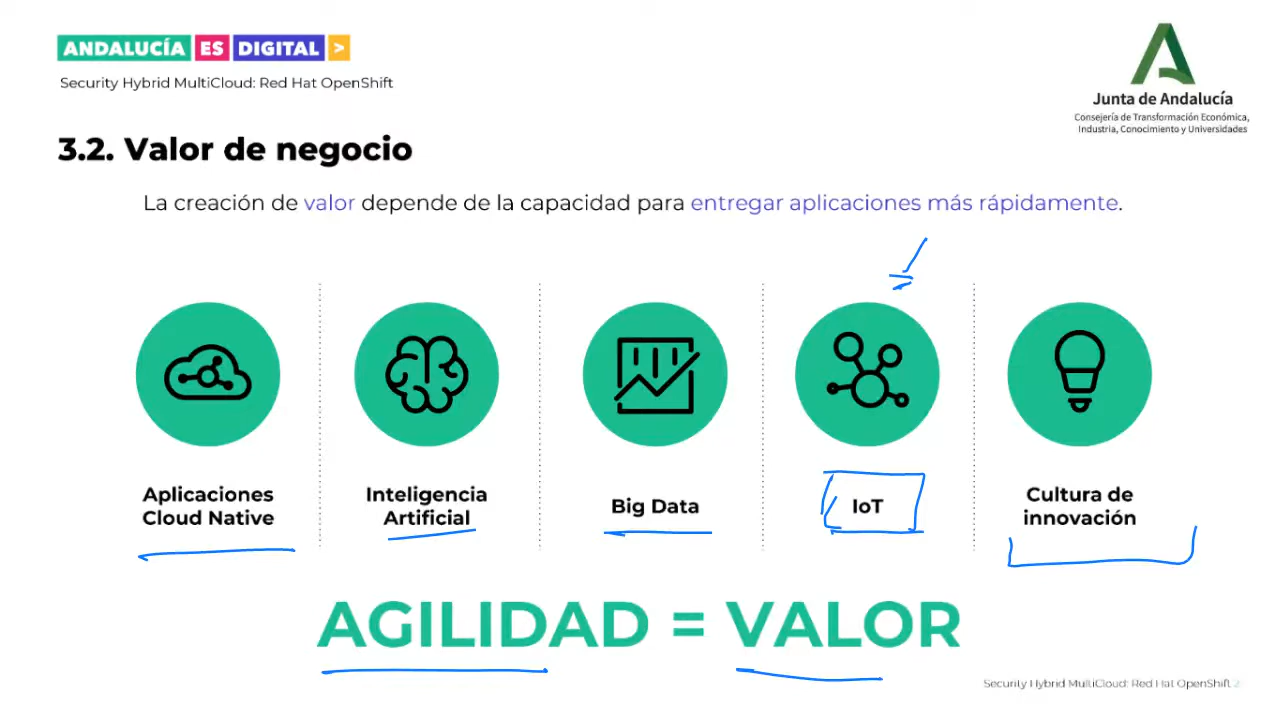 ANDALUCÍA ES DIGITAL >
Security Hybrid MultiCloud: Red Hat OpenShift
Junta de Andalucía
Consejería de Transformación Económica,
Industria, Conocimiento y Universidades
3.2. Valor de negocio
La creación de valor depende de la capacidad para entregar aplicaciones más rápidamente.
Aplicaciones
Cloud Native
Inteligencia
Artificial
Big Data
IoT
Cultura de
innovación
AGILIDAD = VALOR
Security Hybrid MultiCloud: Red Hat OpenShift 2